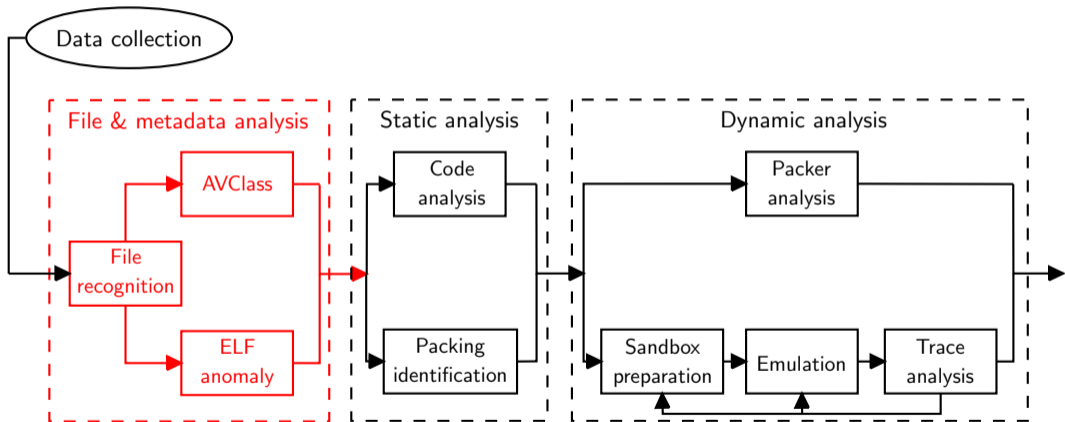 Data collection
File & metadata analysis
AVClass
File
recognition
ELF
anomaly
Static analysis
Code
analysis
Packing
identification
Dynamic analysis
Packer
analysis
Sandbox
preparation
Emulation
Trace
analysis